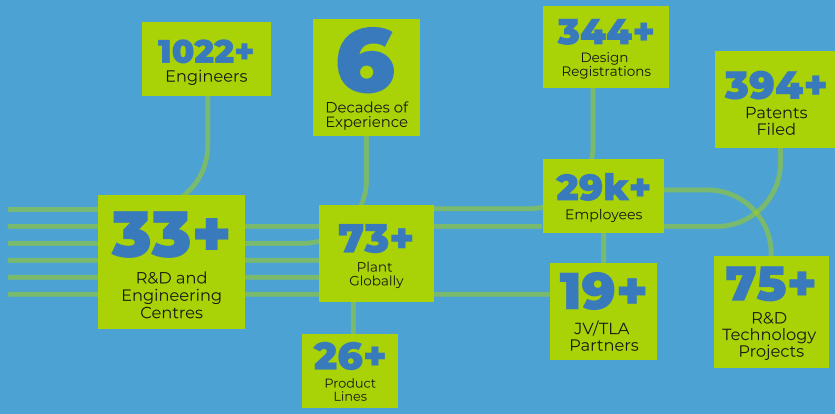 1022+
Engineers
6
Decades of
Experience
344+
Design
Registrations
394+
Patents
Filed
33+
R&D and
Engineering
Centres
73+
Plant
Globally
29k+
Employees
26+
Product
Lines
19+
JV/TLA
Partners
75+
R&D
Technology
Projects